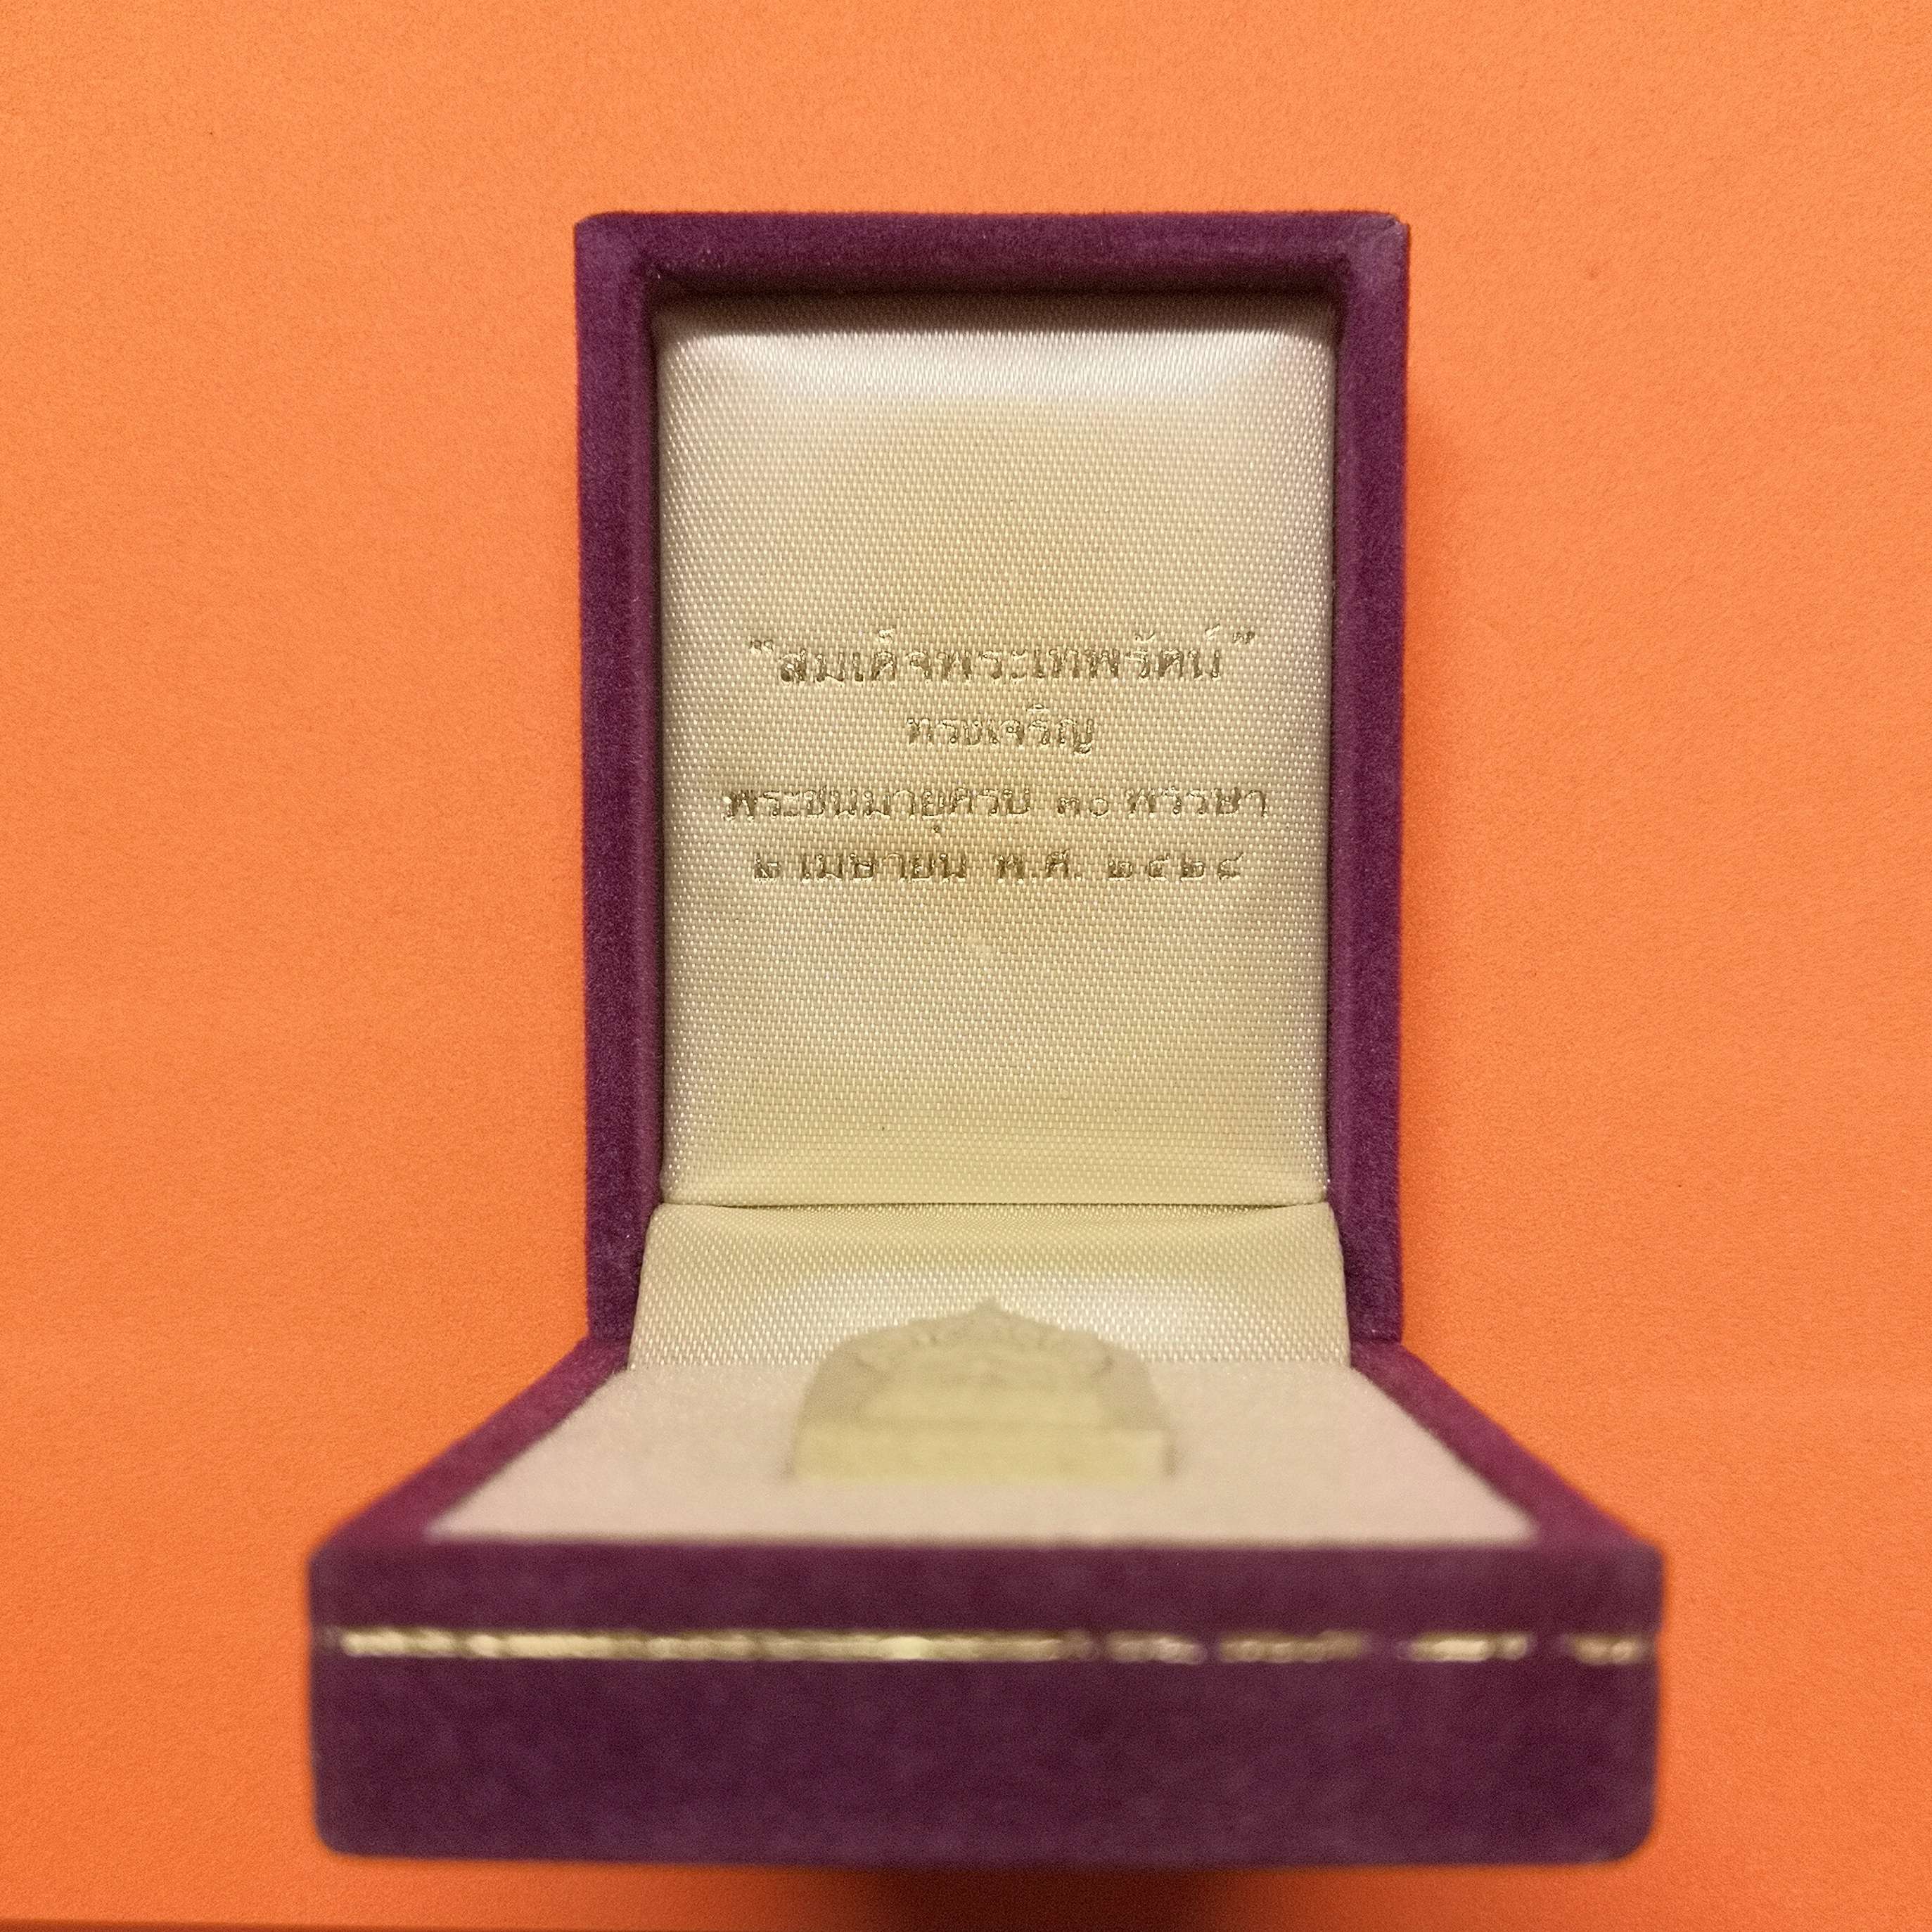 "สมเด็จพระเทพรัตน์"
ทรงเจริญ
พระชนมายุครบ ๓๐ พรรษา
๒ เมษายน พ.ศ. ๒๕๒๘